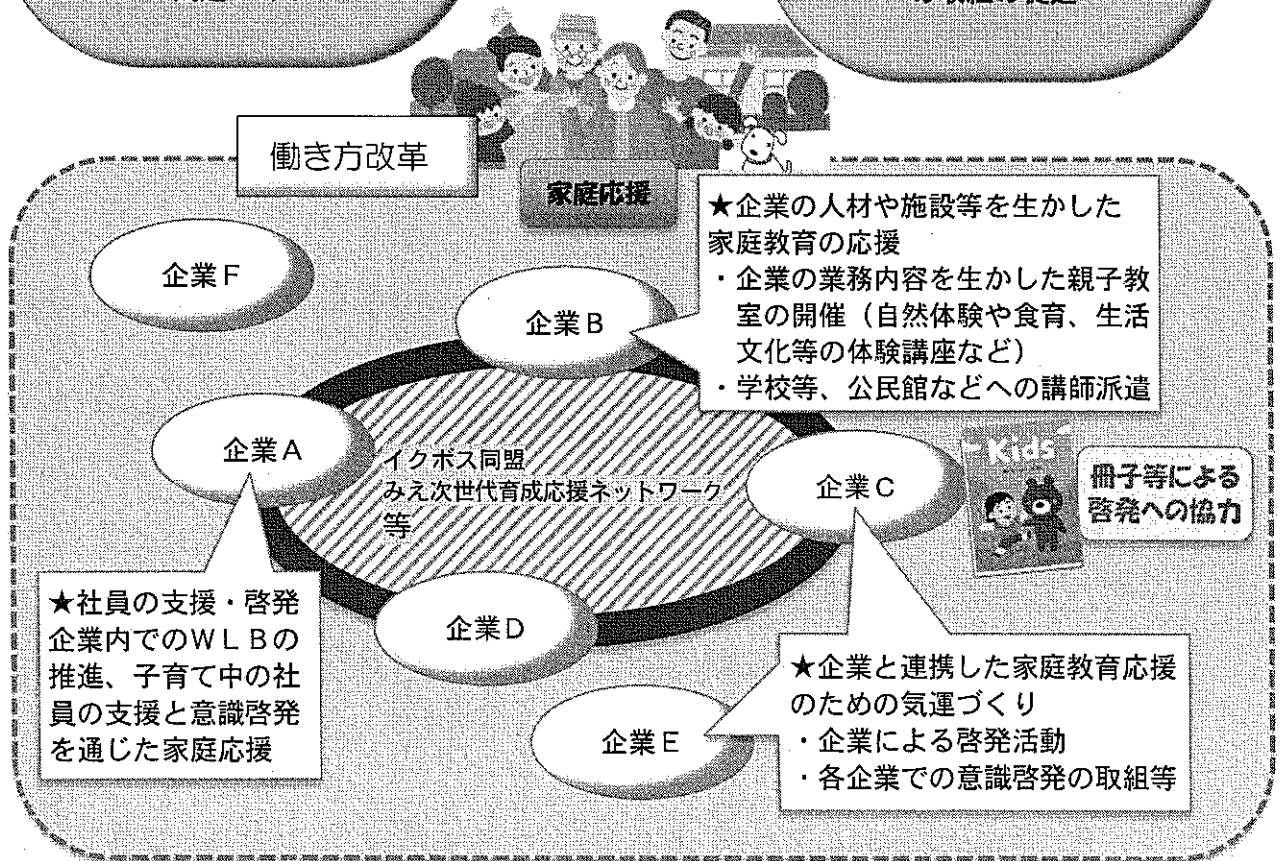 働き方改革
家庭応援
★企業の人材や施設等を生かした
家庭教育の応援
・企業の業務内容を生かした親子教
室の開催（自然体験や食育、生活
文化等の体験講座など）
・学校等、公民館などへの講師派遣
企業F
企業B
企業A
イクボス同盟
みえ次世代育成応援ネットワーク
等
企業C
Kids
冊子等による
啓発への協力
企業D
★社員の支援・啓発
企業内でのWLBの
推進、子育て中の社
員の支援と意識啓発
を通じた家庭応援
企業E
★企業と連携した家庭教育応援
のための気運づくり
・企業による啓発活動
・各企業での意識啓発の取組等